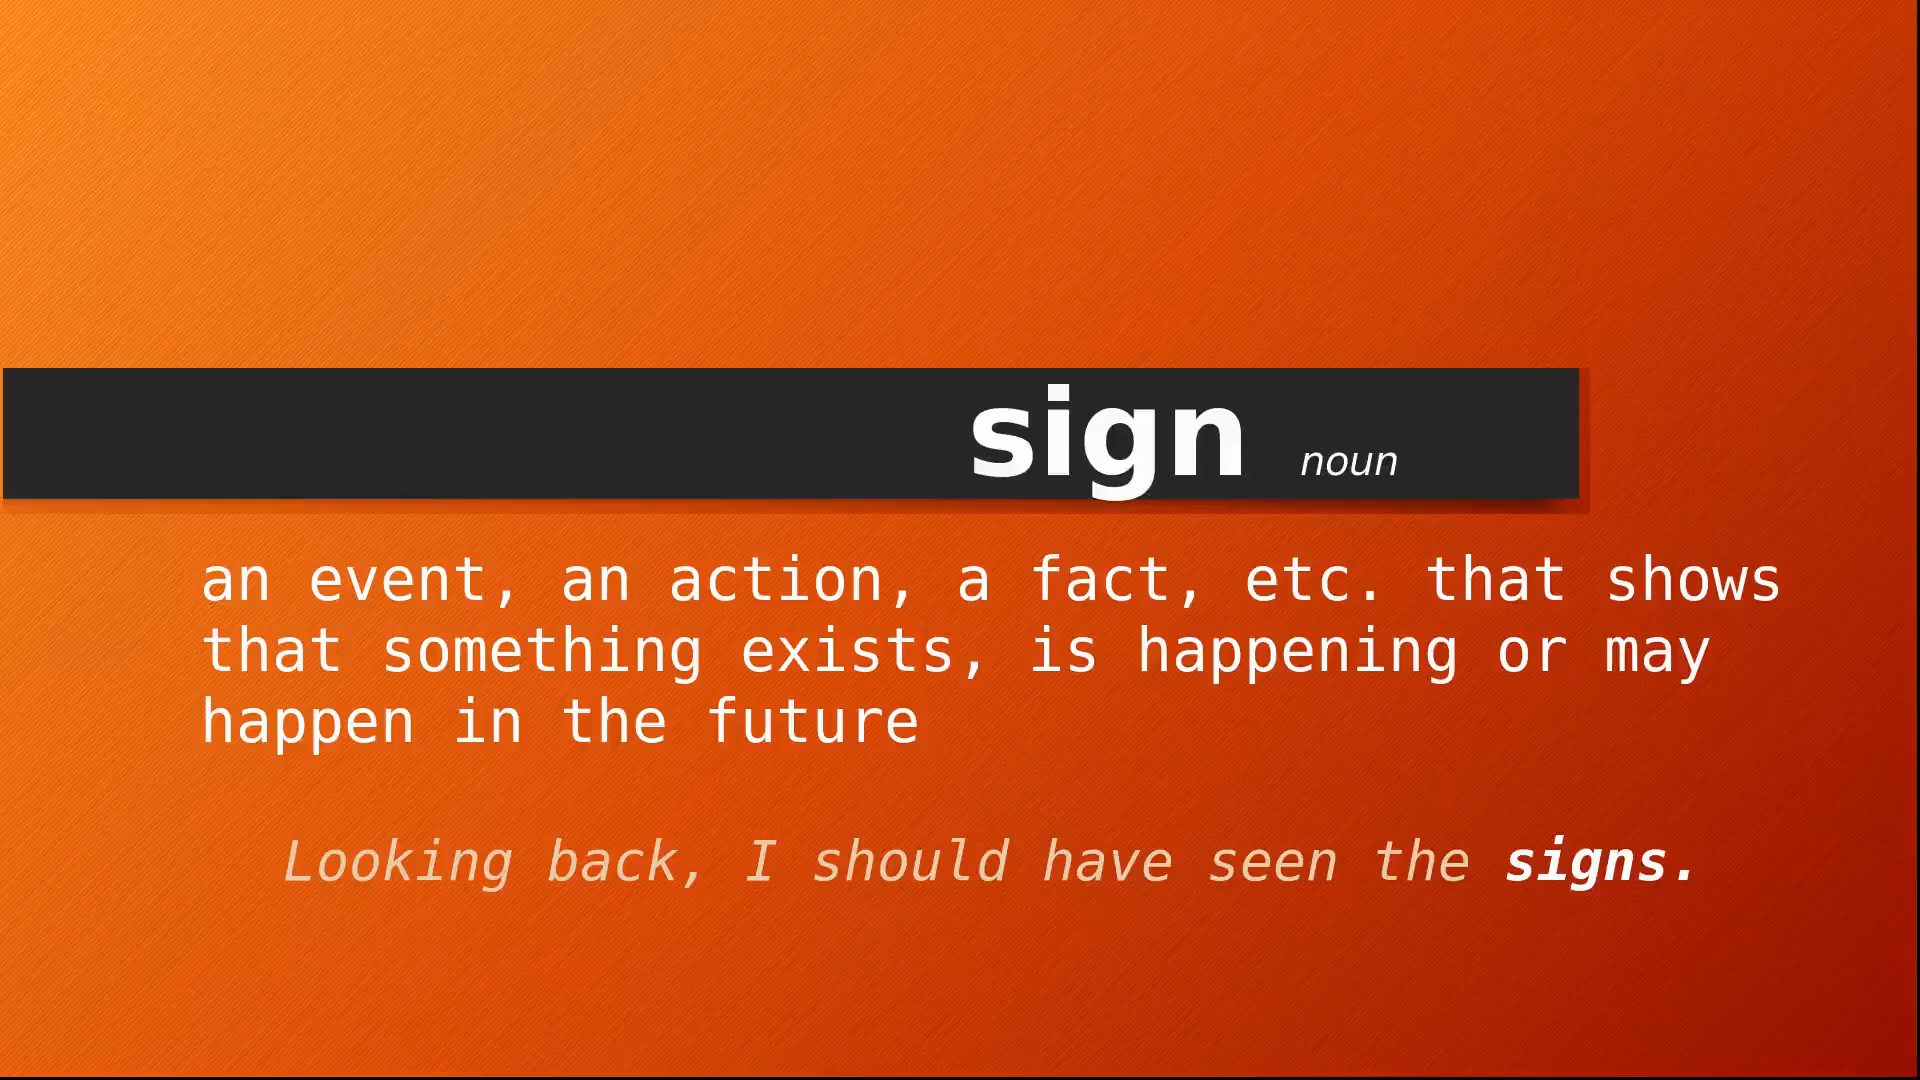 sign noun
an event, an action, a fact, etc. that shows
that something exists, is happening or may
happen in the future
Looking back, I should have seen the signs.